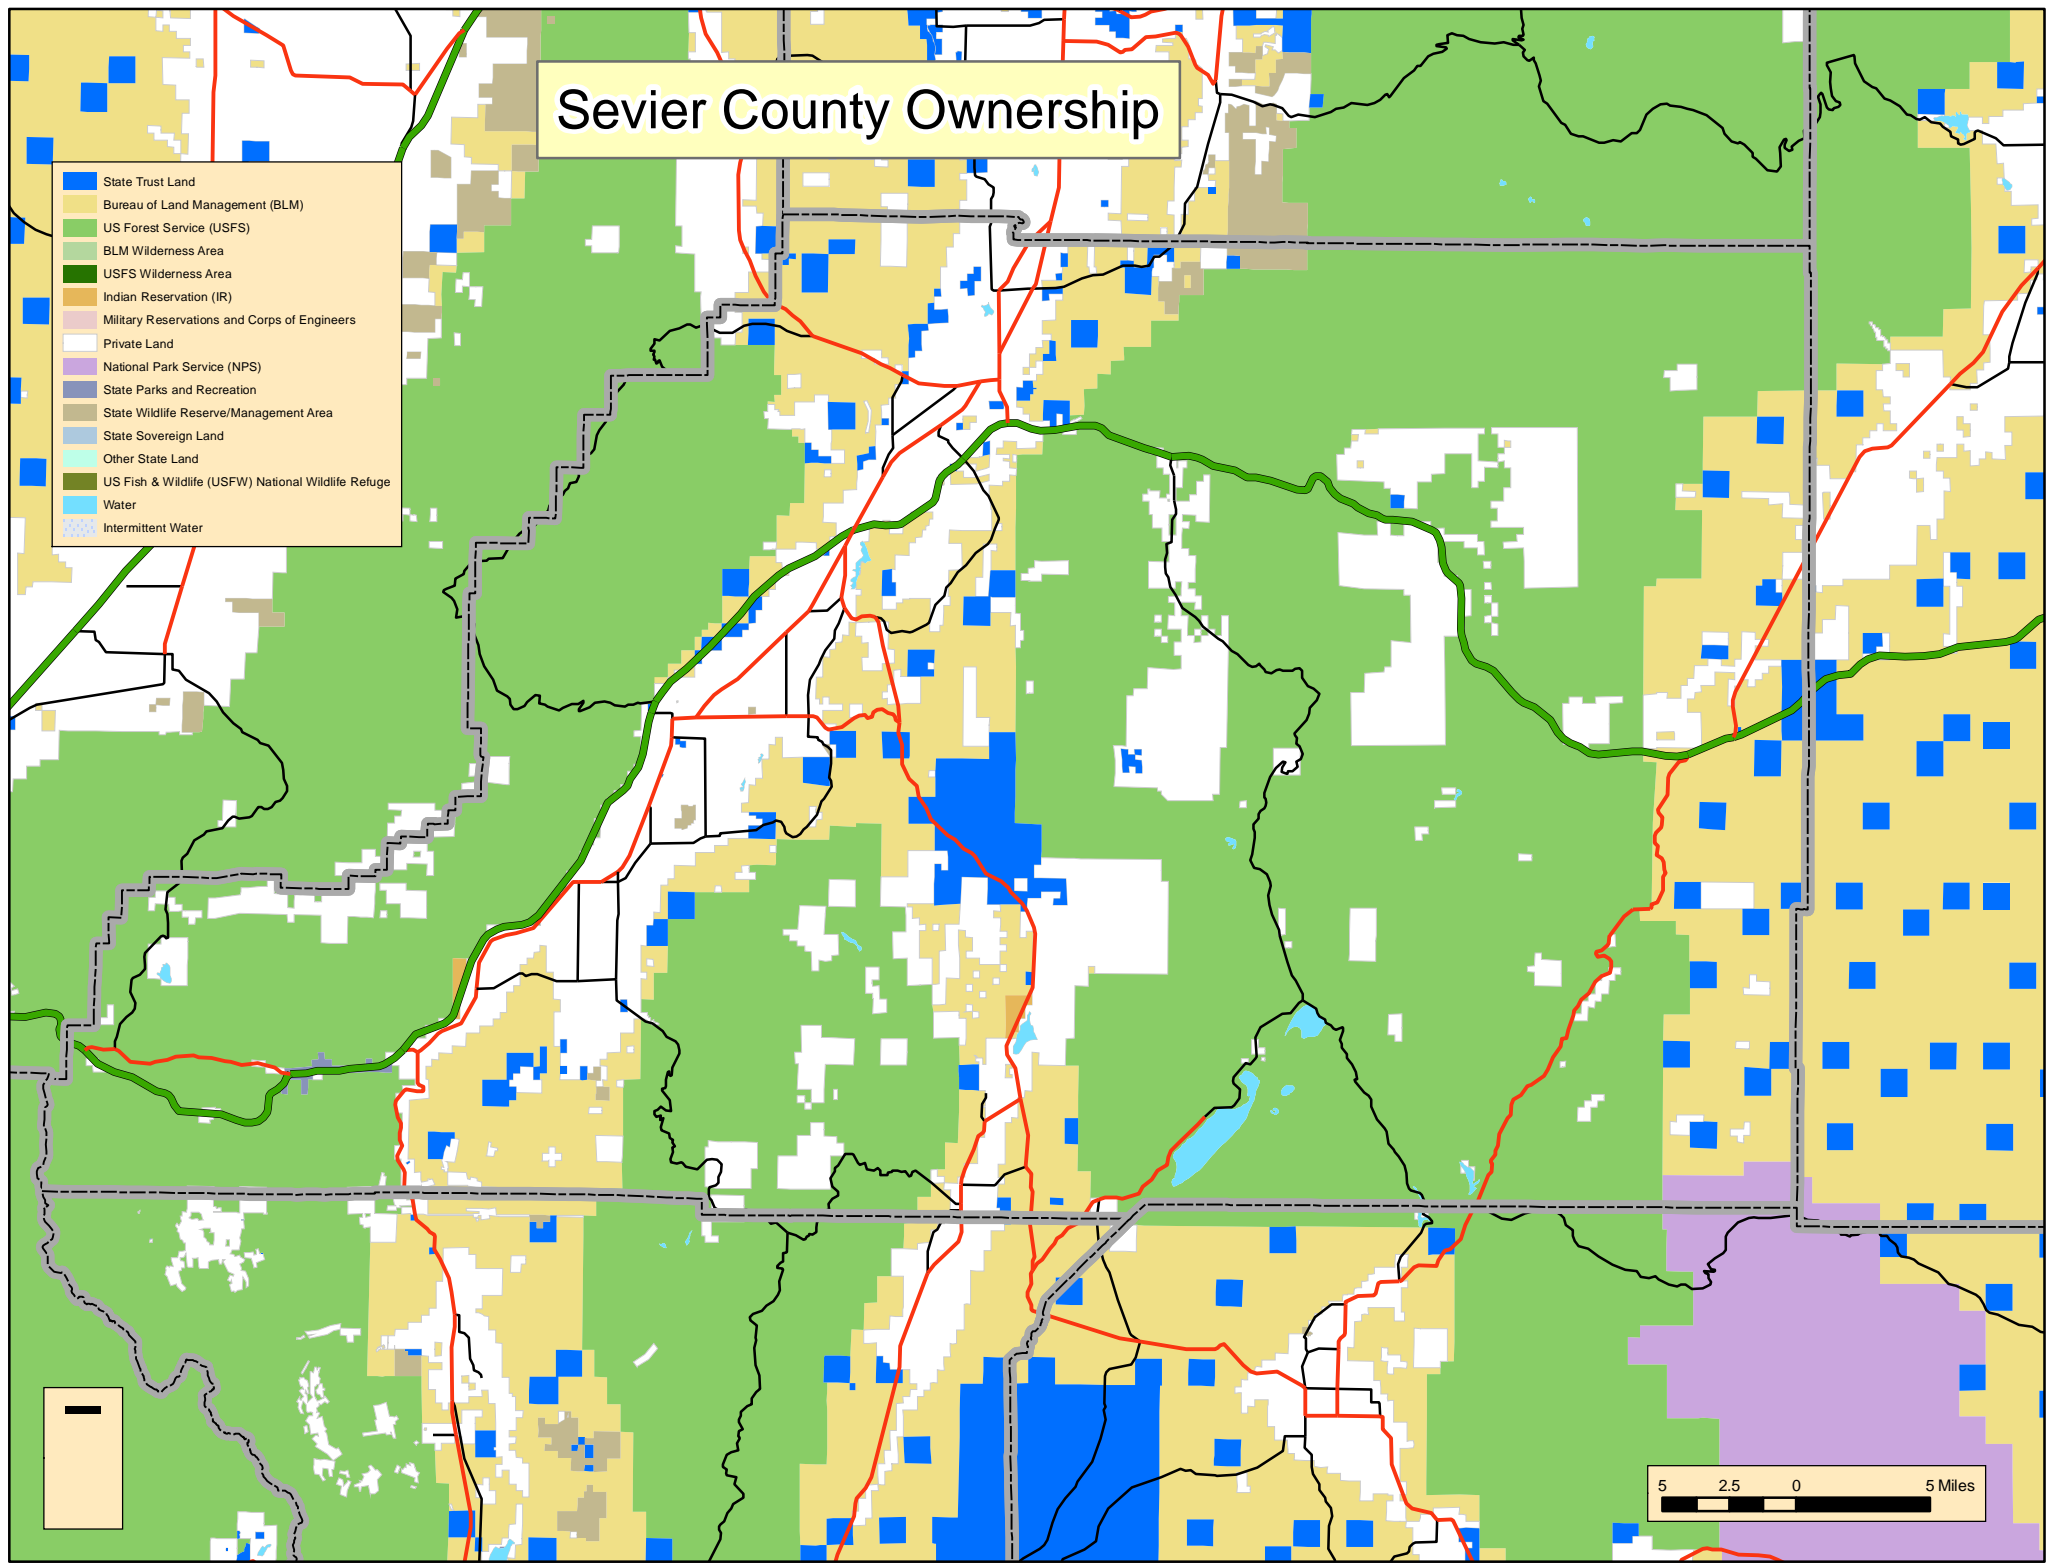 Sevier County Ownership
State Trust Land
Bureau of Land Management (BLM)
US Forest Service (USFS)
BLM Wilderness Area
USFS Wilderness Area
Indian Reservation (IR)
Military Reservations and Corps of Engineers
Private Land
National Park Service (NPS)
State Parks and Recreation
State Wildlife Reserve/Management Area
State Sovereign Land
Other State Land
US Fish & Wildlife (USFW) National Wildlife Refuge
Water
Intermittent Water
5 2.5 0 5 Miles